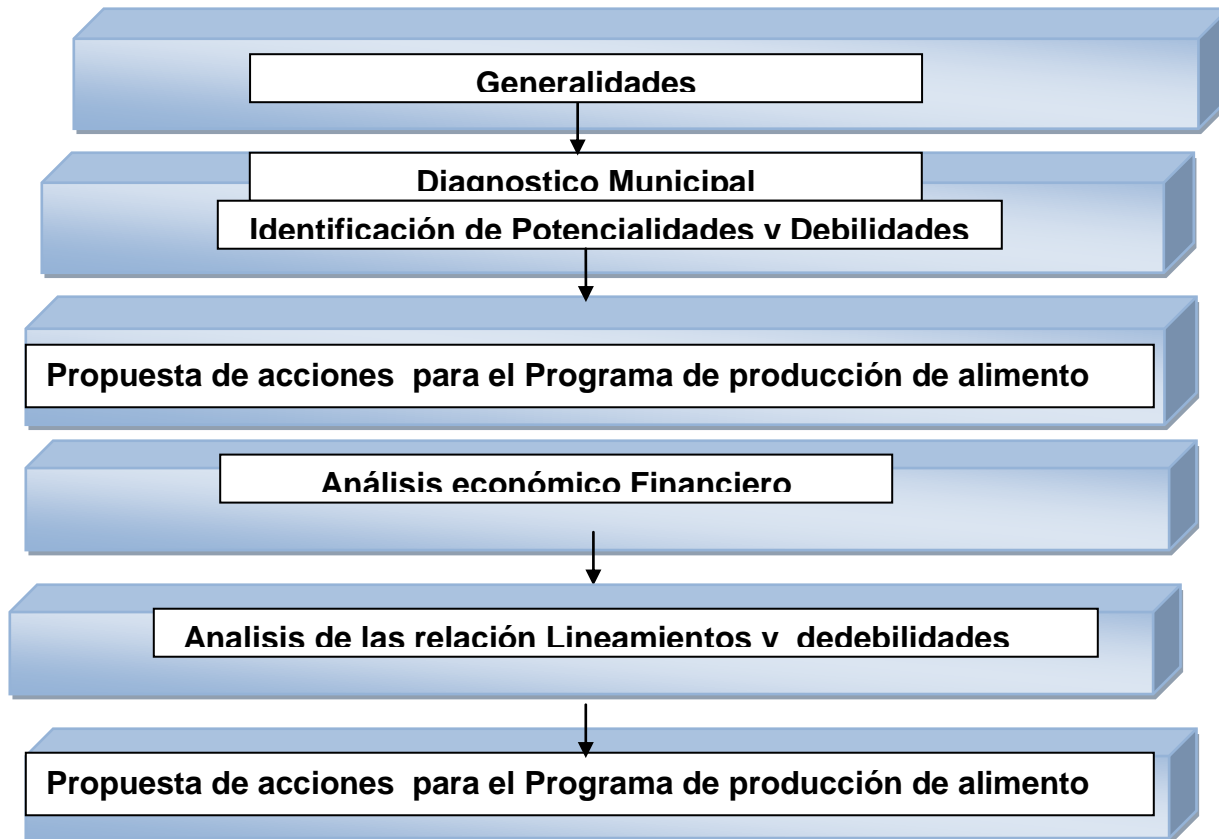 Generalidades
Diagnostico Municipal
Identificación de Potencialidades y Debilidades
Propuesta de acciones para el Programa de producción de alimento
Análisis económico Financiero
Analisis de las relación Lineamientos y dedebilidades
Propuesta de acciones para el Programa de producción de alimento